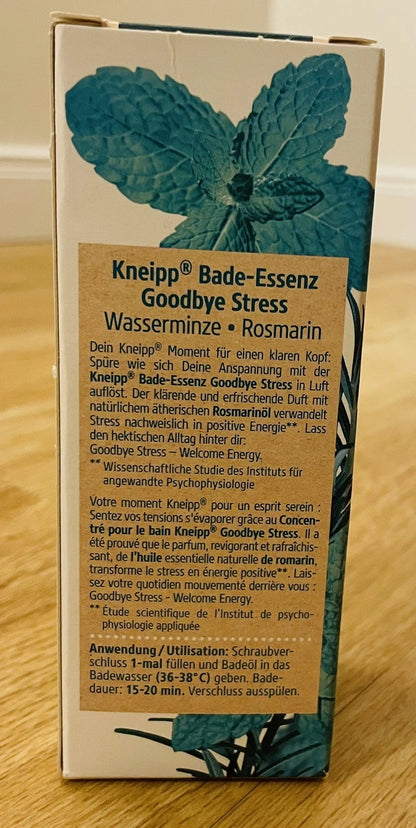 Kneipp® Bade-Essenz
Goodbye Stress
Wasserminze • Rosmarin
Dein Kneipp® Moment für einen klaren Kopf:
Spüre wie sich Deine Anspannung mit der
Kneipp® Bade-Essenz Goodbye Stress in Luft
auflöst. Der klärende und erfrischende Duft mit
natürlichem ätherischen Rosmarinöl verwandelt
Stress nachweislich in positive Energie**. Lass
den hektischen Alltag hinter dir:
Goodbye Stress – Welcome Energy.
** Wissenschaftliche Studie des Instituts für
angewandte Psychophysiologie
Votre moment Kneipp® pour un esprit serein :
Sentez vos tensions s'évaporer grâce au Concen-
tré pour le bain Kneipp® Goodbye Stress. Il a
été prouvé que le parfum, revigorant et rafraîchis-
sant, de l'huile essentielle naturelle de romarin,
transforme le stress en énergie positive**. Lais-
sez votre quotidien mouvementé derrière vous :
Goodbye Stress - Welcome Energy.
** Étude scientifique de l'Institut de psycho-
physiologie appliquée
Anwendung / Utilisation: Schraubver-
schluss 1-mal füllen und Badeöl in das
Badewasser (36-38°C) geben. Bade-
dauer: 15-20 min. Verschluss ausspülen.